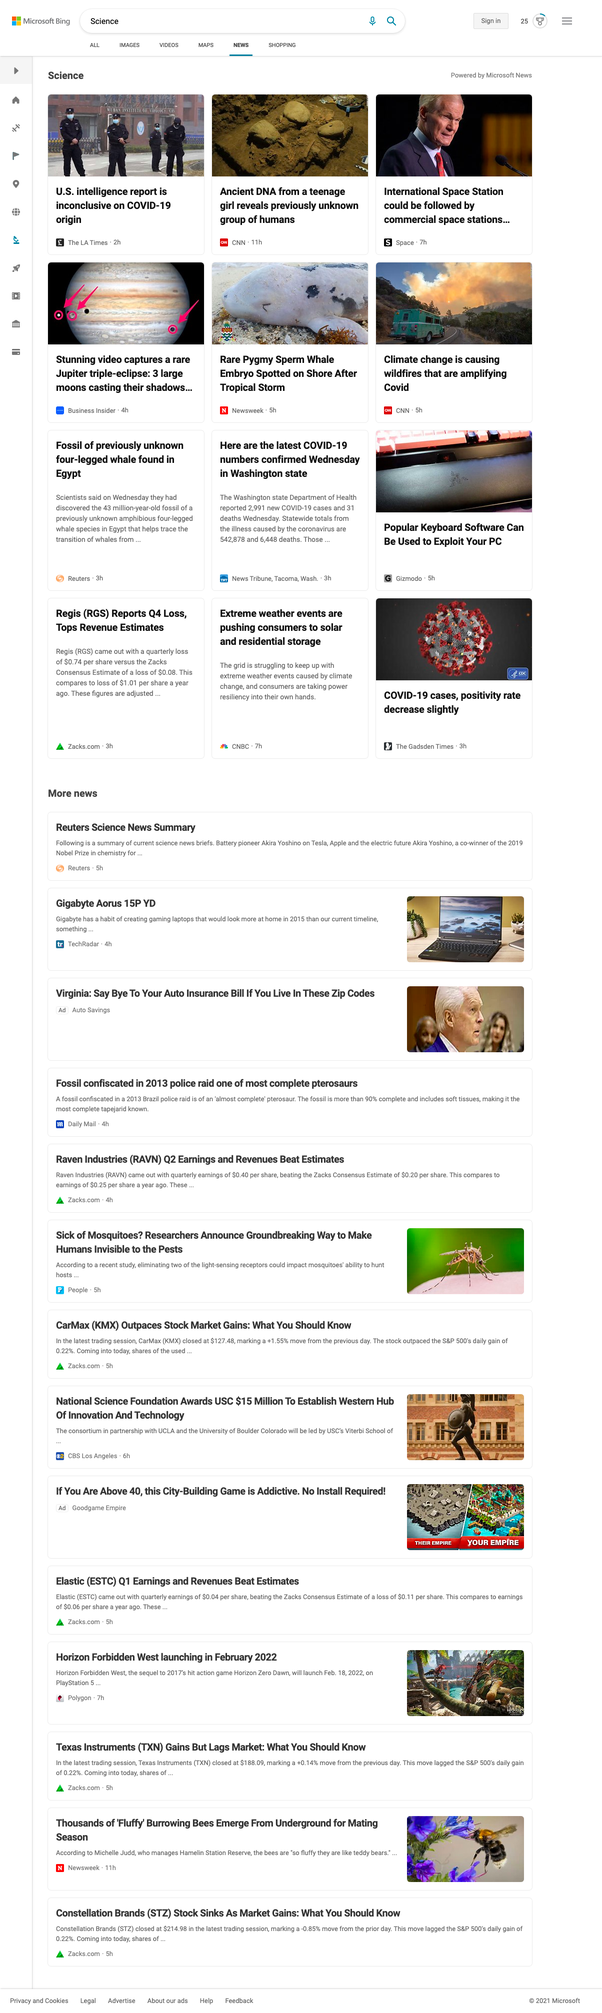 Microsoft Bing
Science
Sign in
25
ALL IMAGES VIDEOS MAPS NEWS SHOPPING
Science
Powered by Microsoft News
U.S. intelligence report is
inconclusive on COVID-19
origin
The LA Times · 2h
Ancient DNA from a teenage
girl reveals previously unknown
group of humans
CNN · 11h
International Space Station
could be followed by
commercial space stations...
Space · 7h
Stunning video captures a rare
Jupiter triple-eclipse: 3 large
moons casting their shadows...
Business Insider · 4h
Rare Pygmy Sperm Whale
Embryo Spotted on Shore After
Tropical Storm
Newsweek · 5h
Climate change is causing
wildfires that are amplifying
Covid
CNN · 5h
Fossil of previously unknown
four-legged whale found in
Egypt
Scientists said on Wednesday they had
discovered the 43 million-year-old fossil of a
previously unknown amphibious four-legged
whale species in Egypt that helps trace the
transition of whales from ...
Reuters · 3h
Here are the latest COVID-19
numbers confirmed Wednesday
in Washington state
The Washington state Department of Health
reported 2,991 new COVID-19 cases and 31
deaths Wednesday. Statewide totals from
the illness caused by the coronavirus are
542,878 and 6,448 deaths. Those ...
News Tribune, Tacoma, Wash. · 3h
Popular Keyboard Software Can
Be Used to Exploit Your PC
Gizmodo · 5h
Regis (RGS) Reports Q4 Loss,
Tops Revenue Estimates
Regis (RGS) came out with a quarterly loss
of $0.74 per share versus the Zacks
Consensus Estimate of a loss of $0.08. This
compares to loss of $1.01 per share a year
ago. These figures are adjusted ...
Zacks.com · 3h
Extreme weather events are
pushing consumers to solar
and residential storage
The grid is struggling to keep up with
extreme weather events caused by climate
change, and consumers are taking power
resiliency into their own hands.
CNBC · 7h
CDC
COVID-19 cases, positivity rate
decrease slightly
The Gadsden Times · 3h
More news
Reuters Science News Summary
Following is a summary of current science news briefs. Battery pioneer Akira Yoshino on Tesla, Apple and the electric future Akira Yoshino, a co-winner of the 2019
Nobel Prize in chemistry for ...
Reuters · 5h
Gigabyte Aorus 15P YD
Gigabyte has a habit of creating gaming laptops that would look more at home in 2015 than our current timeline,
something ...
TechRadar · 4h
Virginia: Say Bye To Your Auto Insurance Bill If You Live In These Zip Codes
Ad Auto Savings
Fossil confiscated in 2013 police raid one of most complete pterosaurs
A fossil confiscated in a 2013 Brazil police raid is of an 'almost complete' pterosaur. The fossil is more than 90% complete and includes soft tissues, making it the
most complete tapejarid known.
Daily Mail · 4h
Raven Industries (RAVN) Q2 Earnings and Revenues Beat Estimates
Raven Industries (RAVN) came out with quarterly earnings of $0.40 per share, beating the Zacks Consensus Estimate of $0.20 per share. This compares to
earnings of $0.25 per share a year ago. These ...
Zacks.com · 4h
Sick of Mosquitoes? Researchers Announce Groundbreaking Way to Make
Humans Invisible to the Pests
According to a recent study, eliminating two of the light-sensing receptors could impact mosquitoes' ability to hunt
hosts ...
People · 5h
CarMax (KMX) Outpaces Stock Market Gains: What You Should Know
In the latest trading session, CarMax (KMX) closed at $127.48, marking a +1.55% move from the previous day. The stock outpaced the S&P 500's daily gain of
0.22%. Coming into today, shares of the used ...
Zacks.com · 5h
National Science Foundation Awards USC $15 Million To Establish Western Hub
Of Innovation And Technology
The consortium in partnership with UCLA and the University of Boulder Colorado will be led by USC's Viterbi School of
...
CBS Los Angeles · 6h
If You Are Above 40, this City-Building Game is Addictive. No Install Required!
Ad Goodgame Empire
THEIR EMPIRE YOUR EMPIRE
Elastic (ESTC) Q1 Earnings and Revenues Beat Estimates
Elastic (ESTC) came out with quarterly earnings of $0.04 per share, beating the Zacks Consensus Estimate of a loss of $0.11 per share. This compares to earnings
of $0.06 per share a year ago. These ...
Zacks.com · 5h
Horizon Forbidden West launching in February 2022
Horizon Forbidden West, the sequel to 2017's hit action game Horizon Zero Dawn, will launch Feb. 18, 2022, on
PlayStation 5 ...
Polygon · 7h
Texas Instruments (TXN) Gains But Lags Market: What You Should Know
In the latest trading session, Texas Instruments (TXN) closed at $188.09, marking a +0.14% move from the previous day. This move lagged the S&P 500's daily gain
of 0.22%. Coming into today, shares of ...
Zacks.com · 5h
Thousands of 'Fluffy' Burrowing Bees Emerge From Underground for Mating
Season
According to Michelle Judd, who manages Hamelin Station Reserve, the bees are "so fluffy they are like teddy bears." ...
Newsweek · 11h
Constellation Brands (STZ) Stock Sinks As Market Gains: What You Should Know
Constellation Brands (STZ) closed at $214.98 in the latest trading session, marking a -0.85% move from the prior day. This move lagged the S&P 500's daily gain of
0.22%. Coming into today, shares of ...
Zacks.com · 5h
Privacy and Cookies Legal Advertise About our ads Help Feedback
© 2021 Microsoft